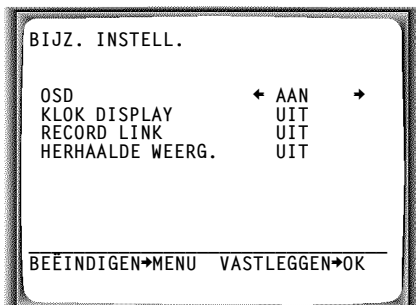 BIJZ. INSTELL.
OSD ← AAN →
KLOK DISPLAY UIT
RECORD LINK UIT
HERHAALDE WEERG. UIT
BEËINDIGEN→MENU VASTLEGGEN→OK